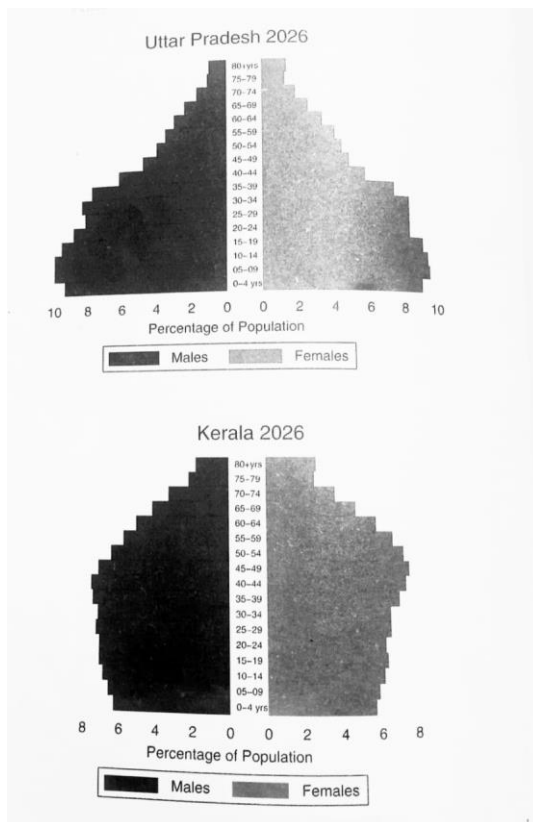 Uttar Pradesh 2026
80+yrs
75–79
70–74
65–69
60–64
55–59
50–54
45–49
40–44
35–39
30–34
25–29
20–24
15–19
10–14
05–09
0–4 yrs
10 8 6 4 2 0 0 2 4 6 8 10
Percentage of Population
Males Females
Kerala 2026
80+yrs
75–79
70–74
65–69
60–64
55–59
50–54
45–49
40–44
35–39
30–34
25–29
20–24
15–19
10–14
05–09
0–4 yrs
8 6 4 2 0 0 2 4 6 8
Percentage of Population
Males Females